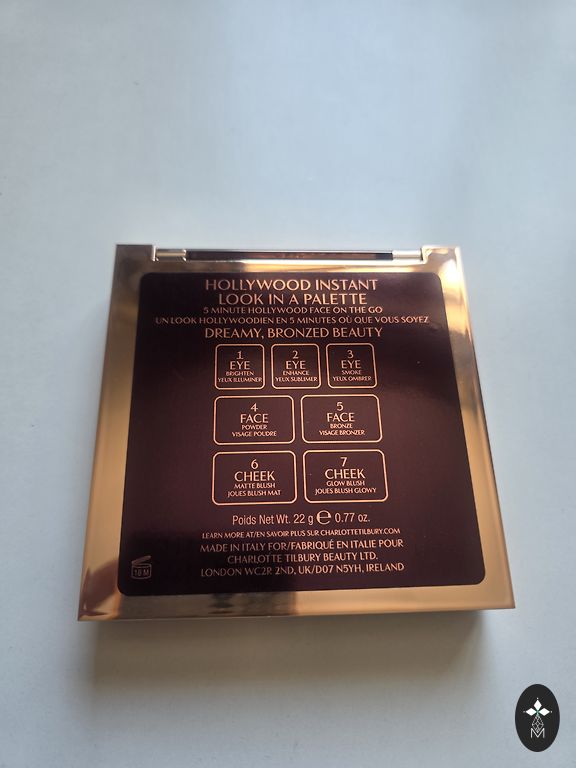 HOLLYWOOD INSTANT
LOOK IN A PALETTE
5 MINUTE HOLLYWOOD FACE ON THE GO
UN LOOK HOLLYWOODIEN EN 5 MINUTES OÙ QUE VOUS SOYEZ
DREAMY, BRONZED BEAUTY
1
EYE
BRIGHTEN
YEUX ILLUMINER
2
EYE
ENHANCE
YEUX SUBLIMER
3
EYE
SMOKE
YEUX OMBRER
4
FACE
POWDER
VISAGE POUDRE
5
FACE
BRONZE
VISAGE BRONZER
6
CHEEK
MATTE BLUSH
JOUES BLUSH MAT
7
CHEEK
GLOW BLUSH
JOUES BLUSH GLOWY
Poids Net Wt. 22 g ℮ 0.77 oz.
LEARN MORE AT/EN SAVOIR PLUS SUR CHARLOTTETILBURY.COM
MADE IN ITALY FOR/FABRIQUÉ EN ITALIE POUR
CHARLOTTE TILBURY BEAUTY LTD.
LONDON WC2R 2ND, UK/D07 N5YH, IRELAND
18 M
M